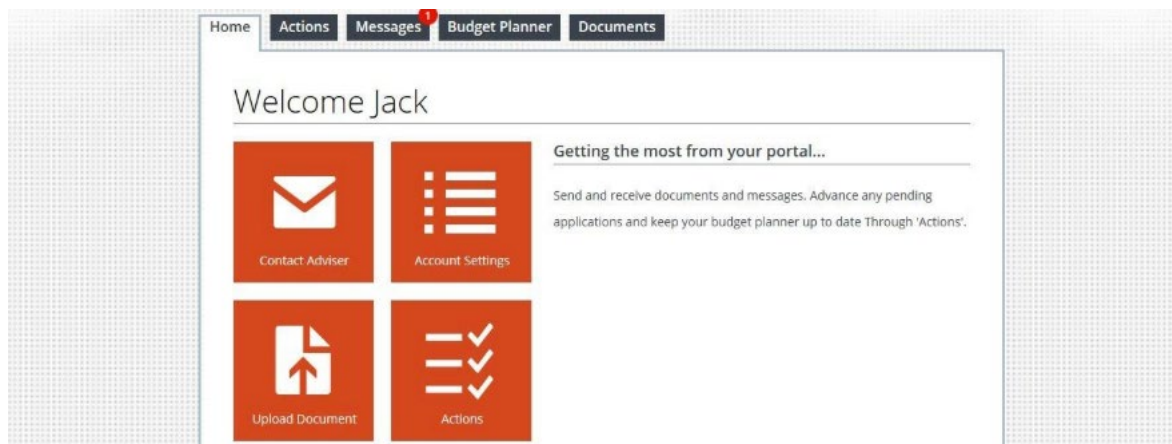 Home Actions Messages 1 Budget Planner Documents
Welcome Jack
Getting the most from your portal...
Send and receive documents and messages. Advance any pending
applications and keep your budget planner up to date Through 'Actions'.
Contact Adviser Account Settings
Upload Document Actions